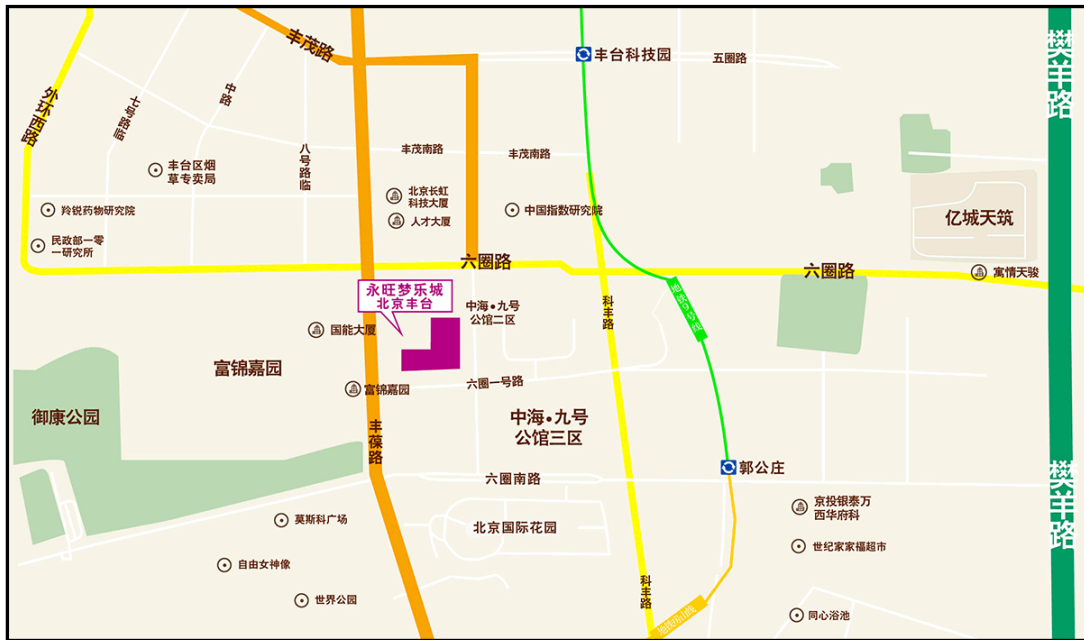 丰茂路
丰台科技园
五圈路
樊羊路
外环西路
七号路临
中路
八号路临
丰茂南路
丰茂南路
丰台区烟
草专卖局
北京长虹
科技大厦
人才大厦
中国指数研究院
羚锐药物研究院
民政部一零
一研究所
亿城天筑
六圈路
六圈路
寓情天骏
永旺梦乐城
北京丰台
中海·九号
公馆二区
科丰路
国能大厦
富锦嘉园
富锦嘉园
六圈一号路
御康公园
中海·九号
公馆三区
丰葆路
郭公庄
六圈南路
樊羊路
京投银泰万
西华府科
莫斯科广场
北京国际花园
世纪家家福超市
自由女神像
世界公园
科丰路
同心浴池